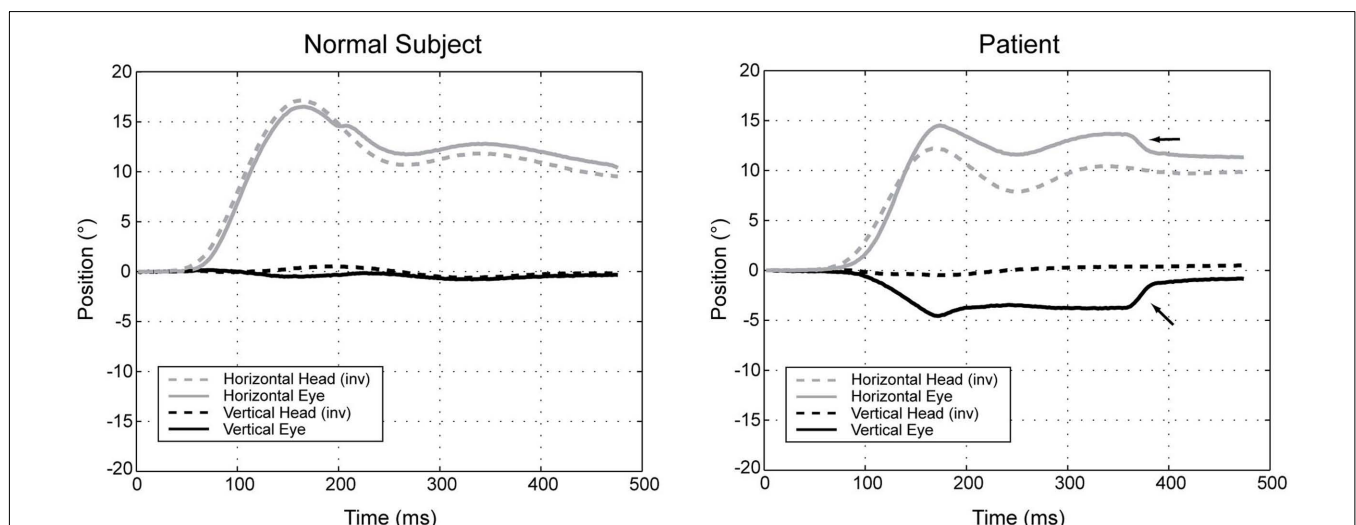 Normal Subject
20
15
10
5
0
-5
-10
-15
-20
Position (°)
Horizontal Head (inv)
Horizontal Eye
Vertical Head (inv)
Vertical Eye
0 100 200 300 400 500
Time (ms)
Patient
20
15
10
5
0
-5
-10
-15
-20
Position (°)
Horizontal Head (inv)
Horizontal Eye
Vertical Head (inv)
Vertical Eye
0 100 200 300 400 500
Time (ms)